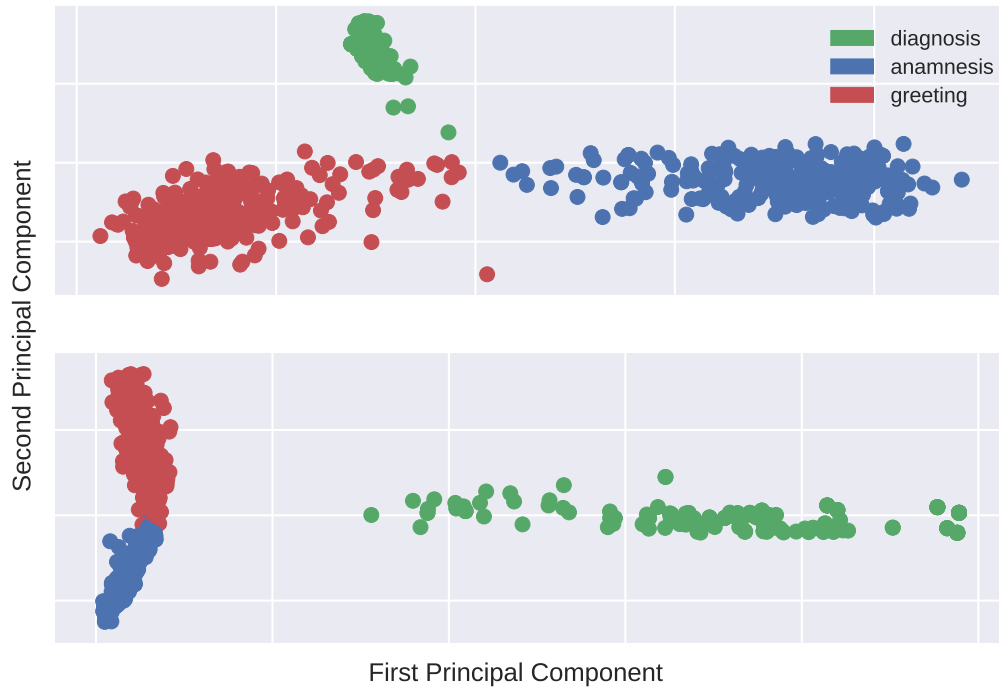 diagnosis
anamnesis
greeting
Second Principal Component
First Principal Component